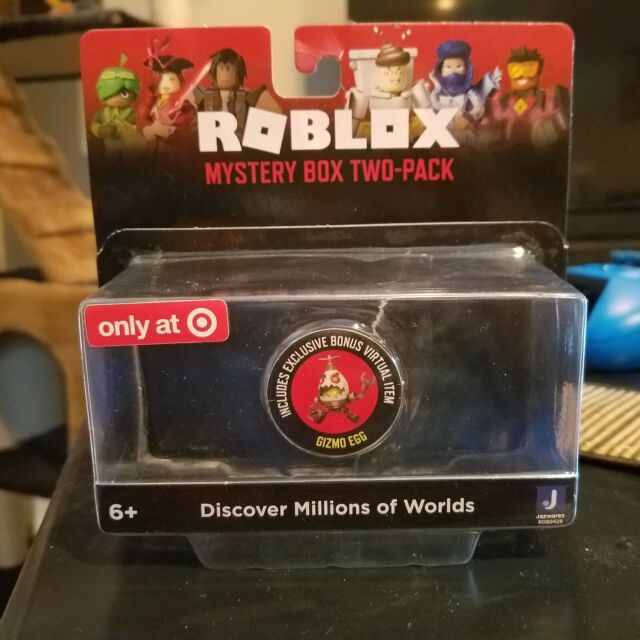 ROBLOX
MYSTERY BOX TWO-PACK
only at
INCLUDES EXCLUSIVE BONUS VIRTUAL ITEM
GIZMO EGG
6+
Discover Millions of Worlds
J
Jazwares
ROB0429